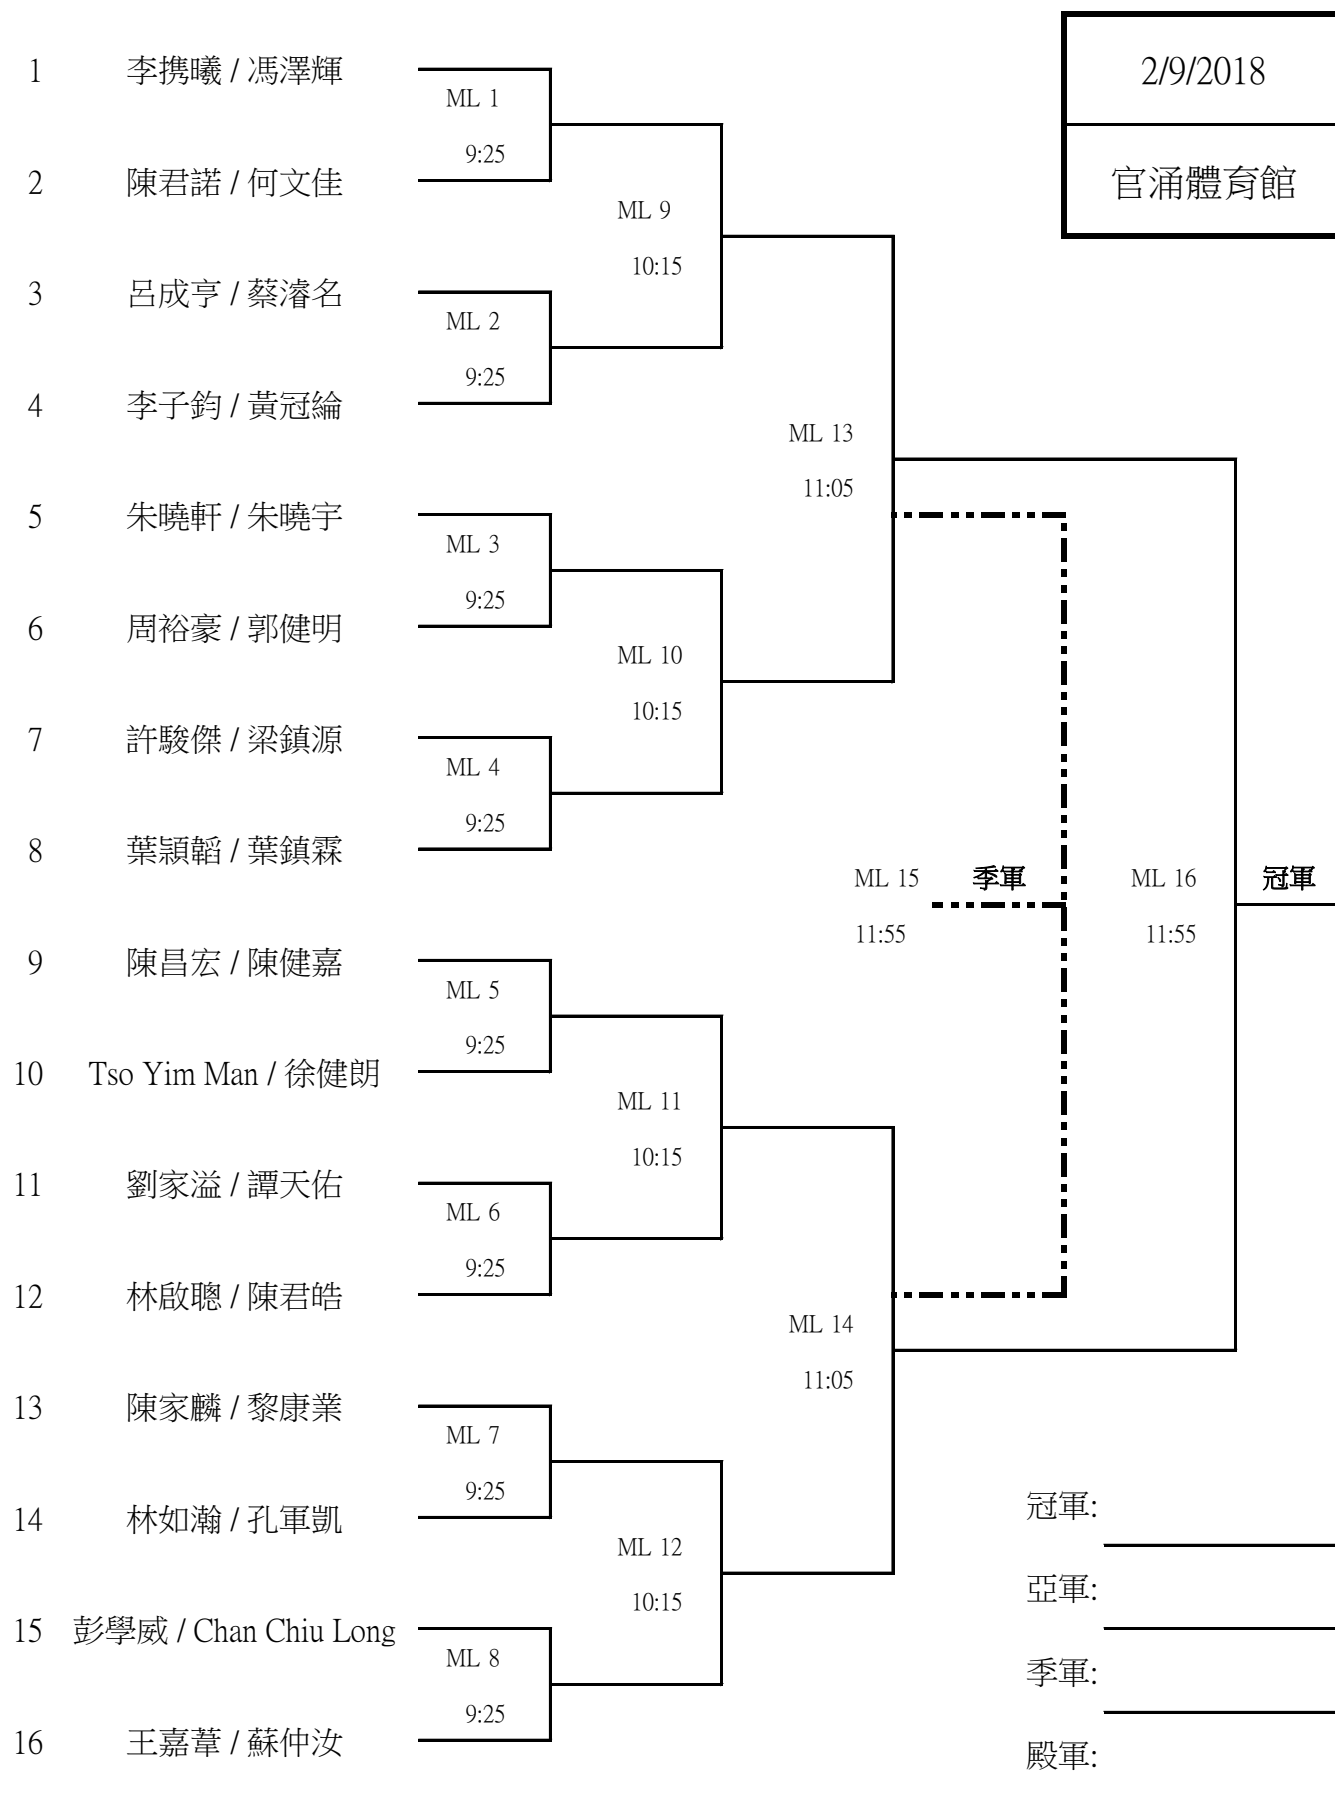 2/9/2018
官涌體育館
1 李携曦 / 馮澤輝
ML 1
9:25
2 陳君諾 / 何文佳
ML 9
10:15
3 呂成亨 / 蔡濬名
ML 2
9:25
4 李子鈞 / 黃冠綸
ML 13
11:05
5 朱曉軒 / 朱曉宇
ML 3
9:25
6 周裕豪 / 郭健明
ML 10
10:15
7 許駿傑 / 梁鎮源
ML 4
9:25
8 葉頴韜 / 葉鎮霖
ML 15 季軍 ML 16 冠軍
11:55 11:55
9 陳昌宏 / 陳健嘉
ML 5
9:25
10 Tso Yim Man / 徐健朗
ML 11
10:15
11 劉家溢 / 譚天佑
ML 6
9:25
12 林啟聰 / 陳君皓
ML 14
11:05
13 陳家麟 / 黎康業
ML 7
9:25
14 林如瀚 / 孔軍凱
冠軍:
ML 12
10:15
亞軍:
15 彭學威 / Chan Chiu Long
ML 8
9:25
季軍:
16 王嘉葦 / 蘇仲汝
殿軍: